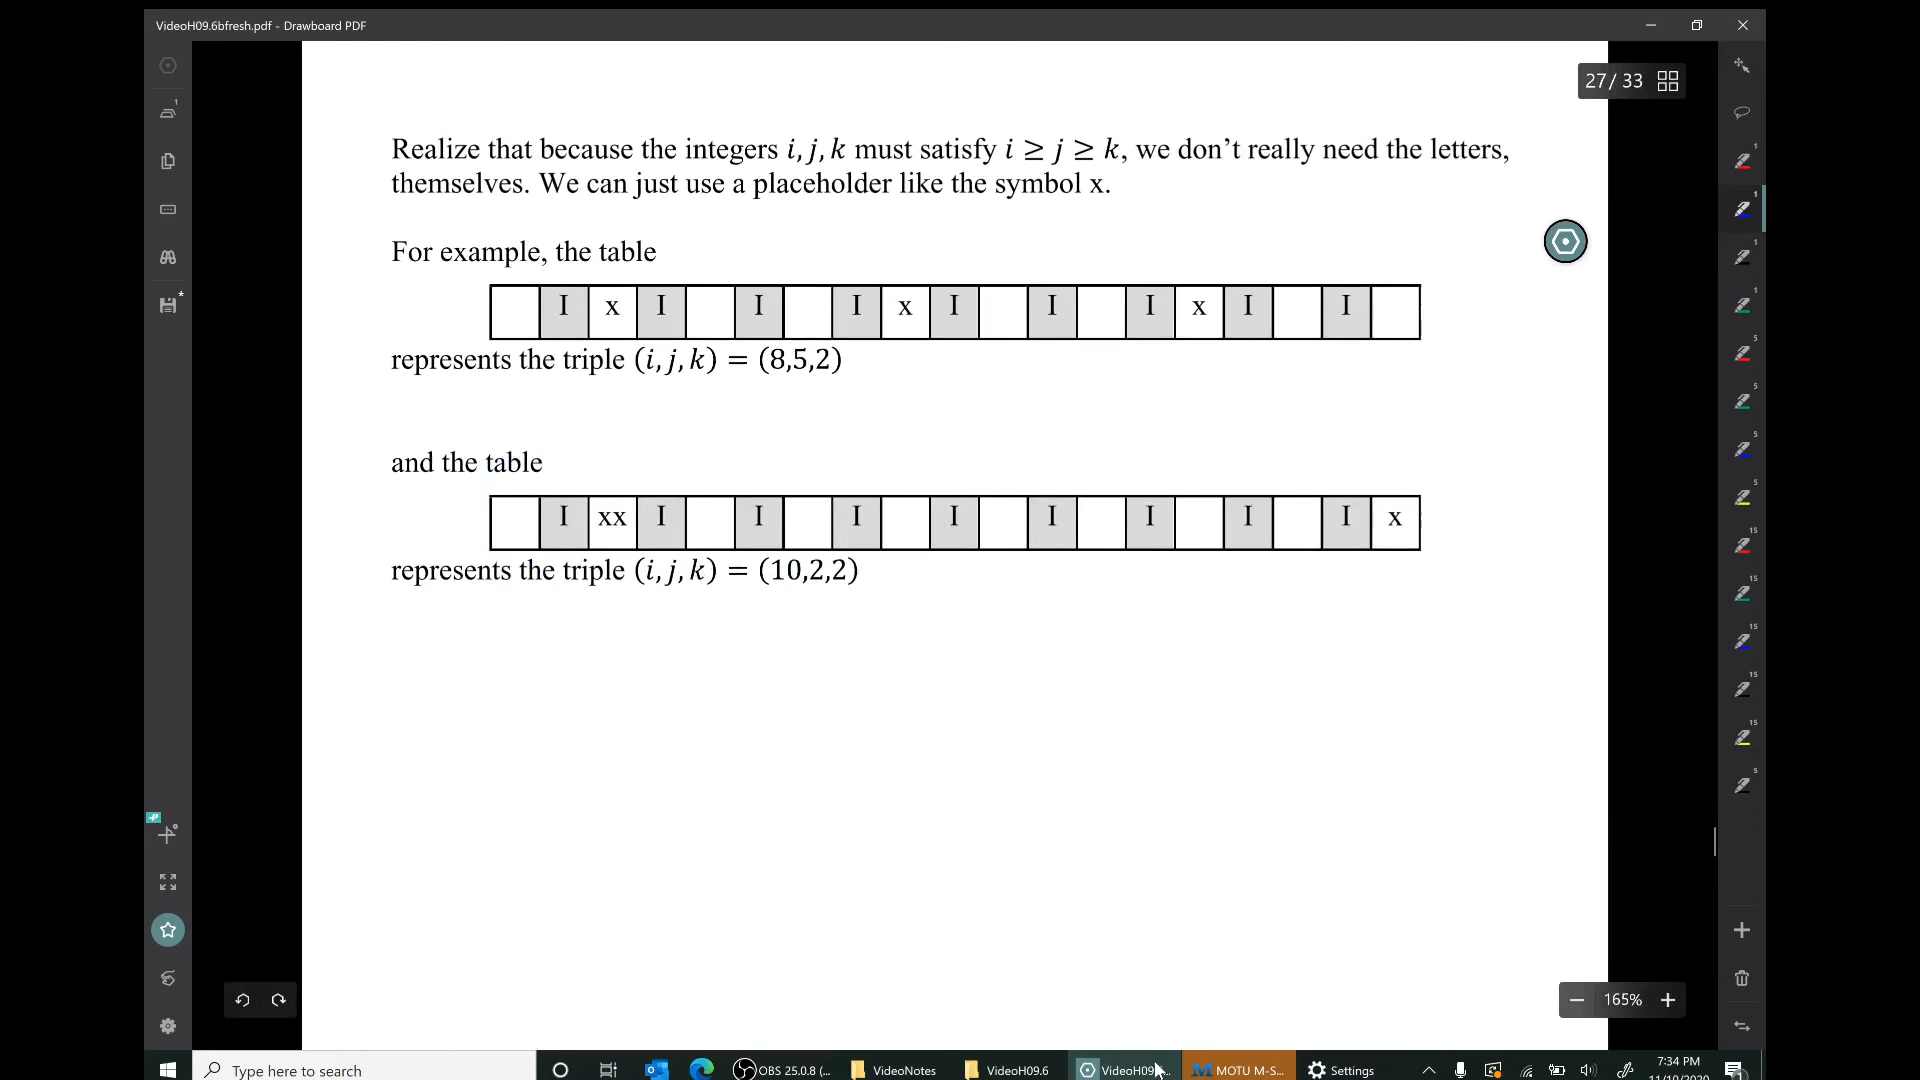 VideoH09.6bfresh.pdf - Drawboard PDF
27/ 33
Realize that because the integers i, j, k must satisfy i ≥ j ≥ k, we don’t really need the letters,
themselves. We can just use a placeholder like the symbol x.
For example, the table
I x I I I x I I I x I I
represents the triple (i, j, k) = (8,5,2)
and the table
I xx I I I I I I I I x
represents the triple (i, j, k) = (10,2,2)
165%
Type here to search
OBS 25.0.8 (...
VideoNotes
VideoH09.6
VideoH09...
MOTU M-S...
Settings
7:34 PM
11/10/2020